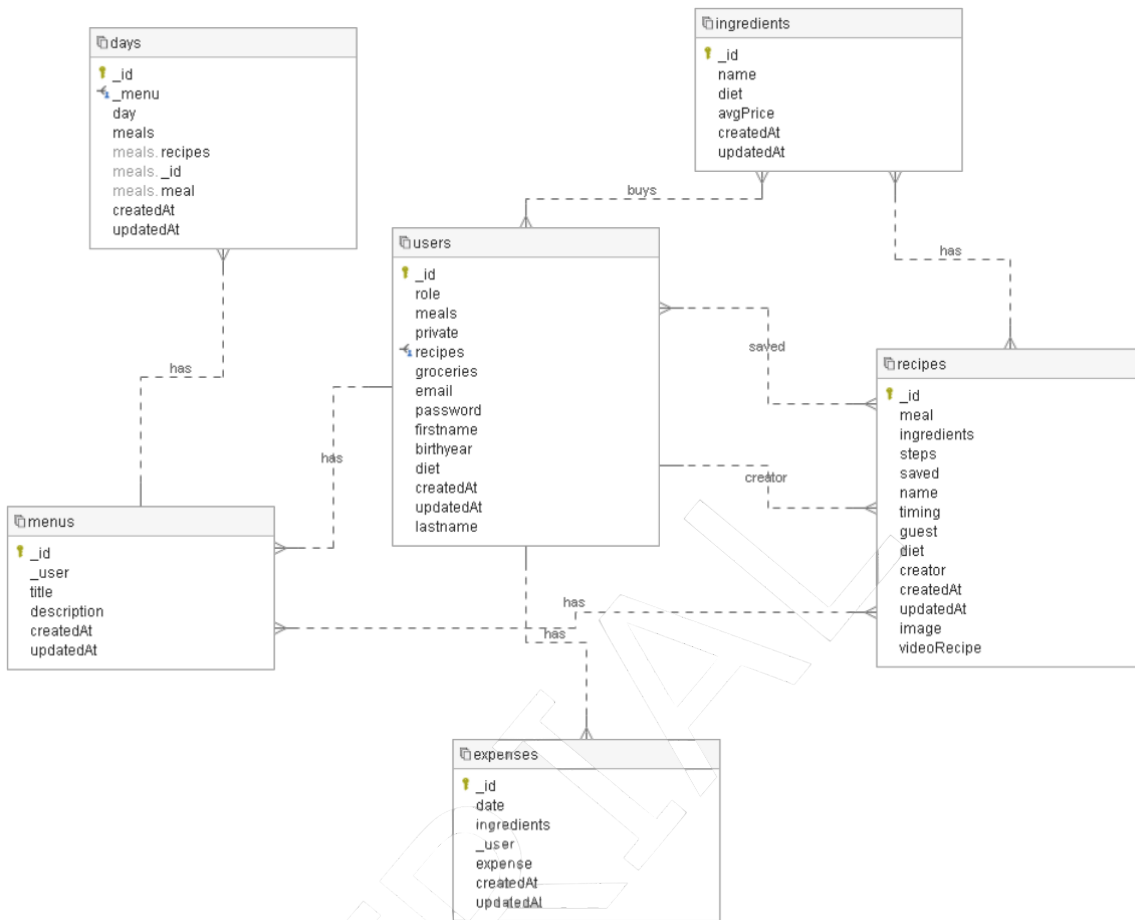 ingredients
_id
name
diet
avgPrice
createdAt
updatedAt
days
_id
_menu
day
meals
meals. recipes
meals. _id
meals. meal
createdAt
updatedAt
buys
has
users
_id
role
meals
private
recipes
groceries
email
password
firstname
birthyear
diet
createdAt
updatedAt
lastname
saved
creator
has
has
recipes
_id
meal
ingredients
steps
saved
name
timing
guest
diet
creator
createdAt
updatedAt
image
videoRecipe
menus
_id
_user
title
description
createdAt
updatedAt
has
has
expenses
_id
date
ingredients
_user
expense
createdAt
updatedAt